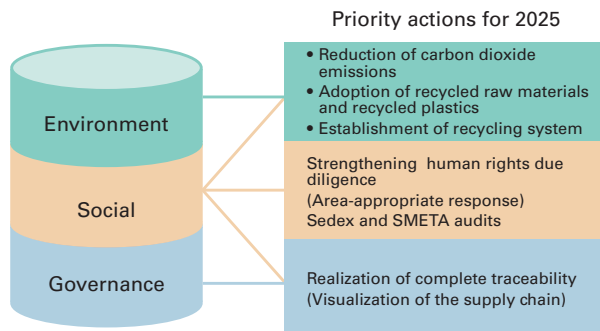 Priority actions for 2025
Environment
• Reduction of carbon dioxide
emissions
• Adoption of recycled raw materials
and recycled plastics
• Establishment of recycling system
Social
Strengthening human rights due
diligence
(Area-appropriate response)
Sedex and SMETA audits
Governance
Realization of complete traceability
(Visualization of the supply chain)